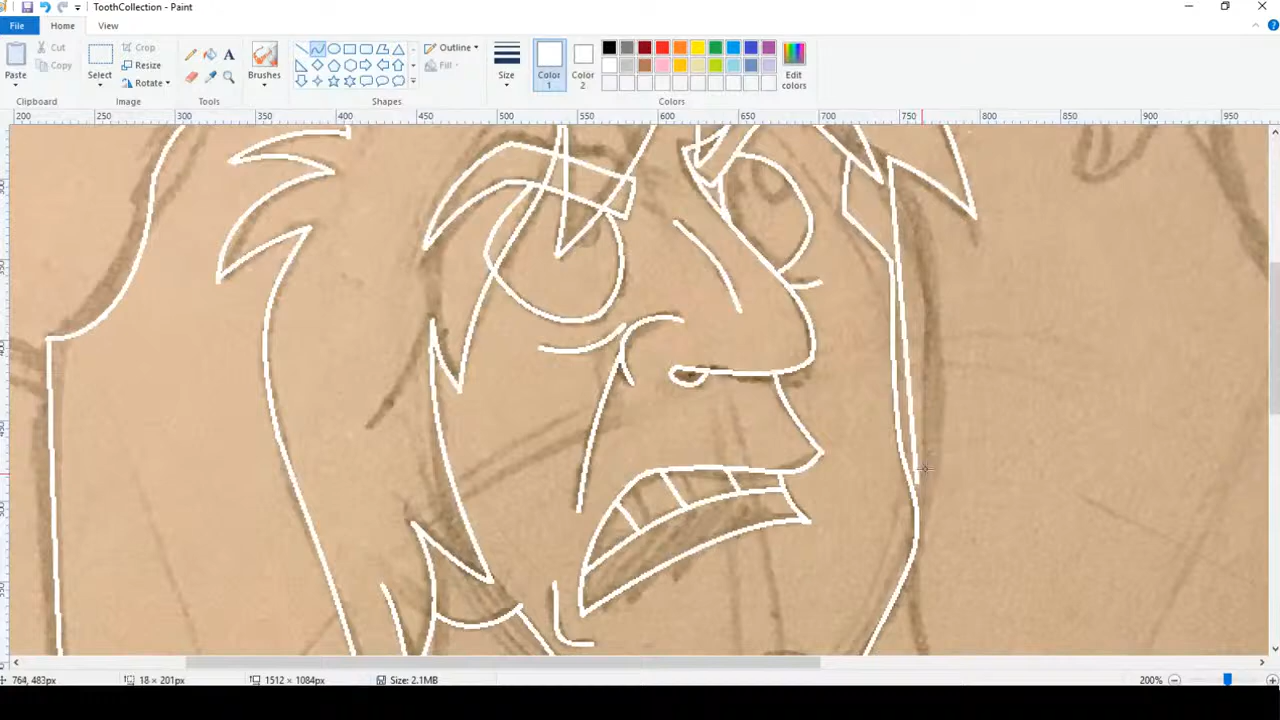 ToothCollection - Paint
File Home View
Paste Cut Copy Clipboard
Select Crop Resize Rotate Image
A Tools
Brushes
Outline Fill Shapes
Size
Color 1
Color 2
Edit colors
Colors
200 250 300 350 400 450 500 550 600 650 700 750 800 850 900 950
764, 483px 18 × 201px 1512 × 1084px Size: 2.1MB 200%